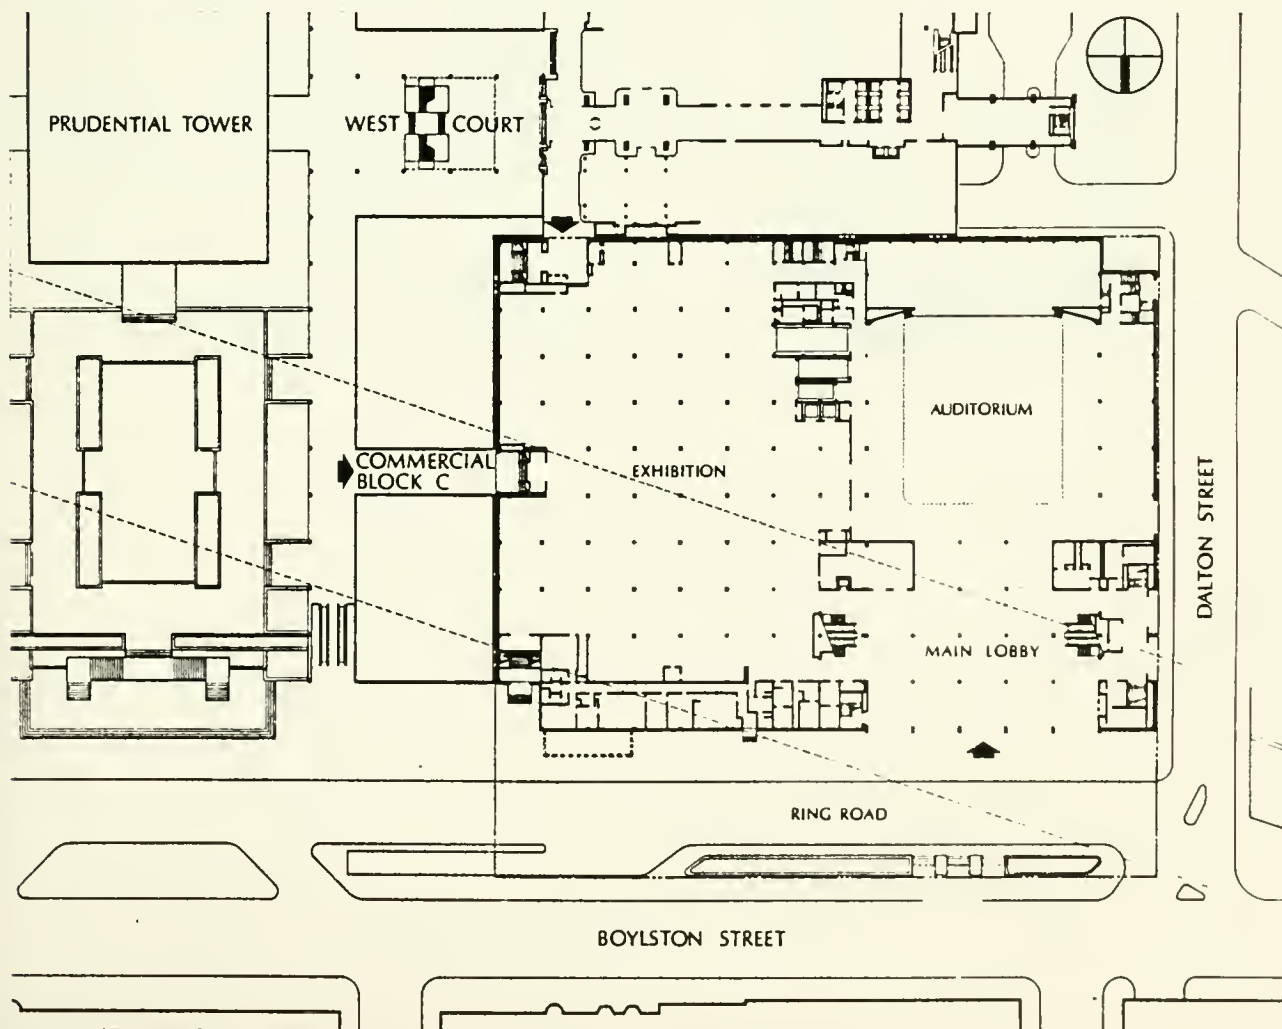 PRUDENTIAL TOWER
WEST COURT
AUDITORIUM
COMMERCIAL
BLOCK C
EXHIBITION
DALTON STREET
MAIN LOBBY
RING ROAD
BOYLSTON STREET